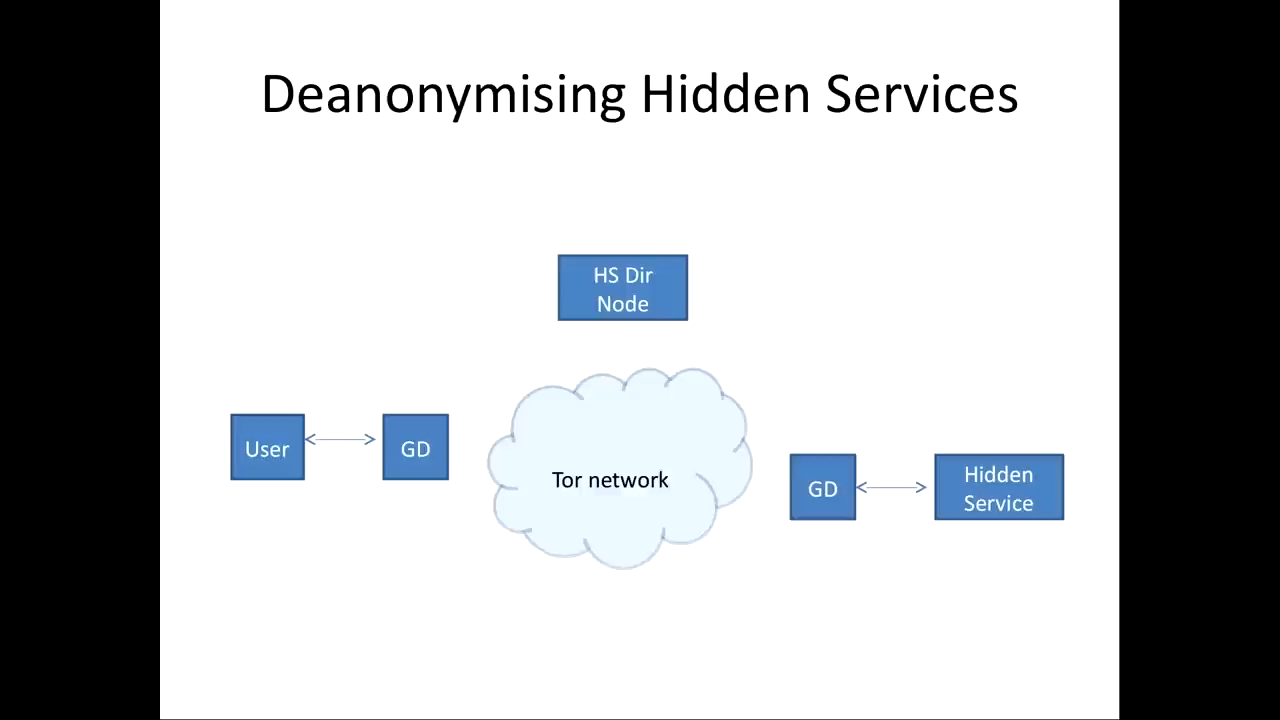 Deanonymising Hidden Services
HS Dir
Node
User
GD
Tor network
GD
Hidden
Service